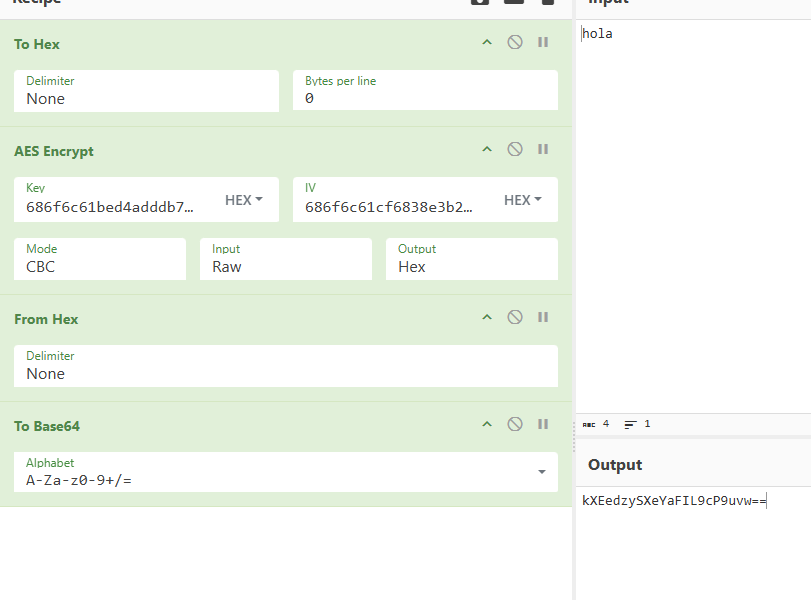 Recipe
To Hex
Delimiter
None
Bytes per line
0
AES Encrypt
Key
686f6c61bed4adddb7…
HEX
IV
686f6c61cf6838e3b2…
HEX
Mode
CBC
Input
Raw
Output
Hex
From Hex
Delimiter
None
To Base64
Alphabet
A-Za-z0-9+/=
Input
hola
ABC 4
1
Output
kXEedzySXeYaFIL9cP9uvw==